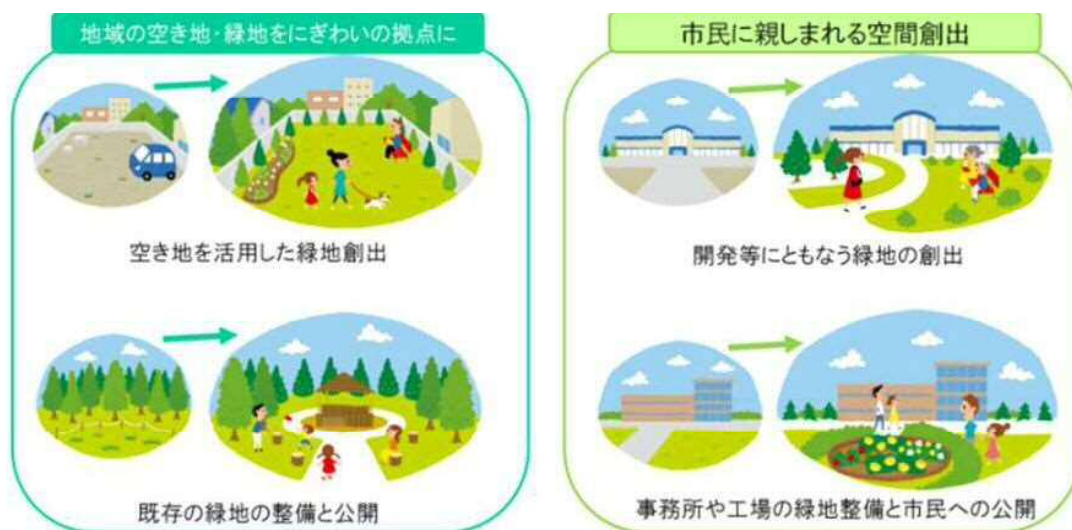 地域の空き地・緑地をにぎわいの拠点に
空き地を活用した緑地創出
既存の緑地の整備と公開
市民に親しまれる空間創出
開発等にともなう緑地の創出
事務所や工場の緑地整備と市民への公開